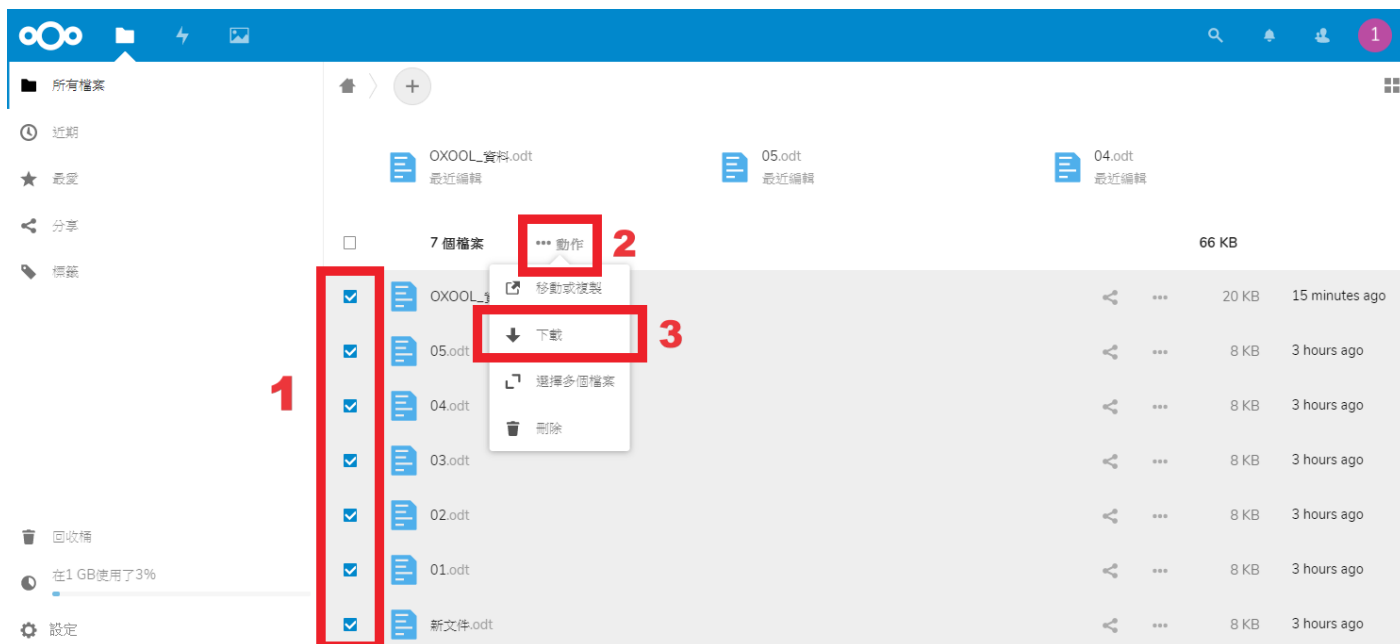 1
所有檔案
近期
最愛
分享
標籤
回收桶
在1 GB使用了3%
設定
OXOOL_資料.odt
最近編輯
05.odt
最近編輯
04.odt
最近編輯
7 個檔案
動作
66 KB
2
移動或複製
下載
選擇多個檔案
刪除
3
1
OXOOL_
20 KB
15 minutes ago
05.odt
8 KB
3 hours ago
04.odt
8 KB
3 hours ago
03.odt
8 KB
3 hours ago
02.odt
8 KB
3 hours ago
01.odt
8 KB
3 hours ago
新文件.odt
8 KB
3 hours ago